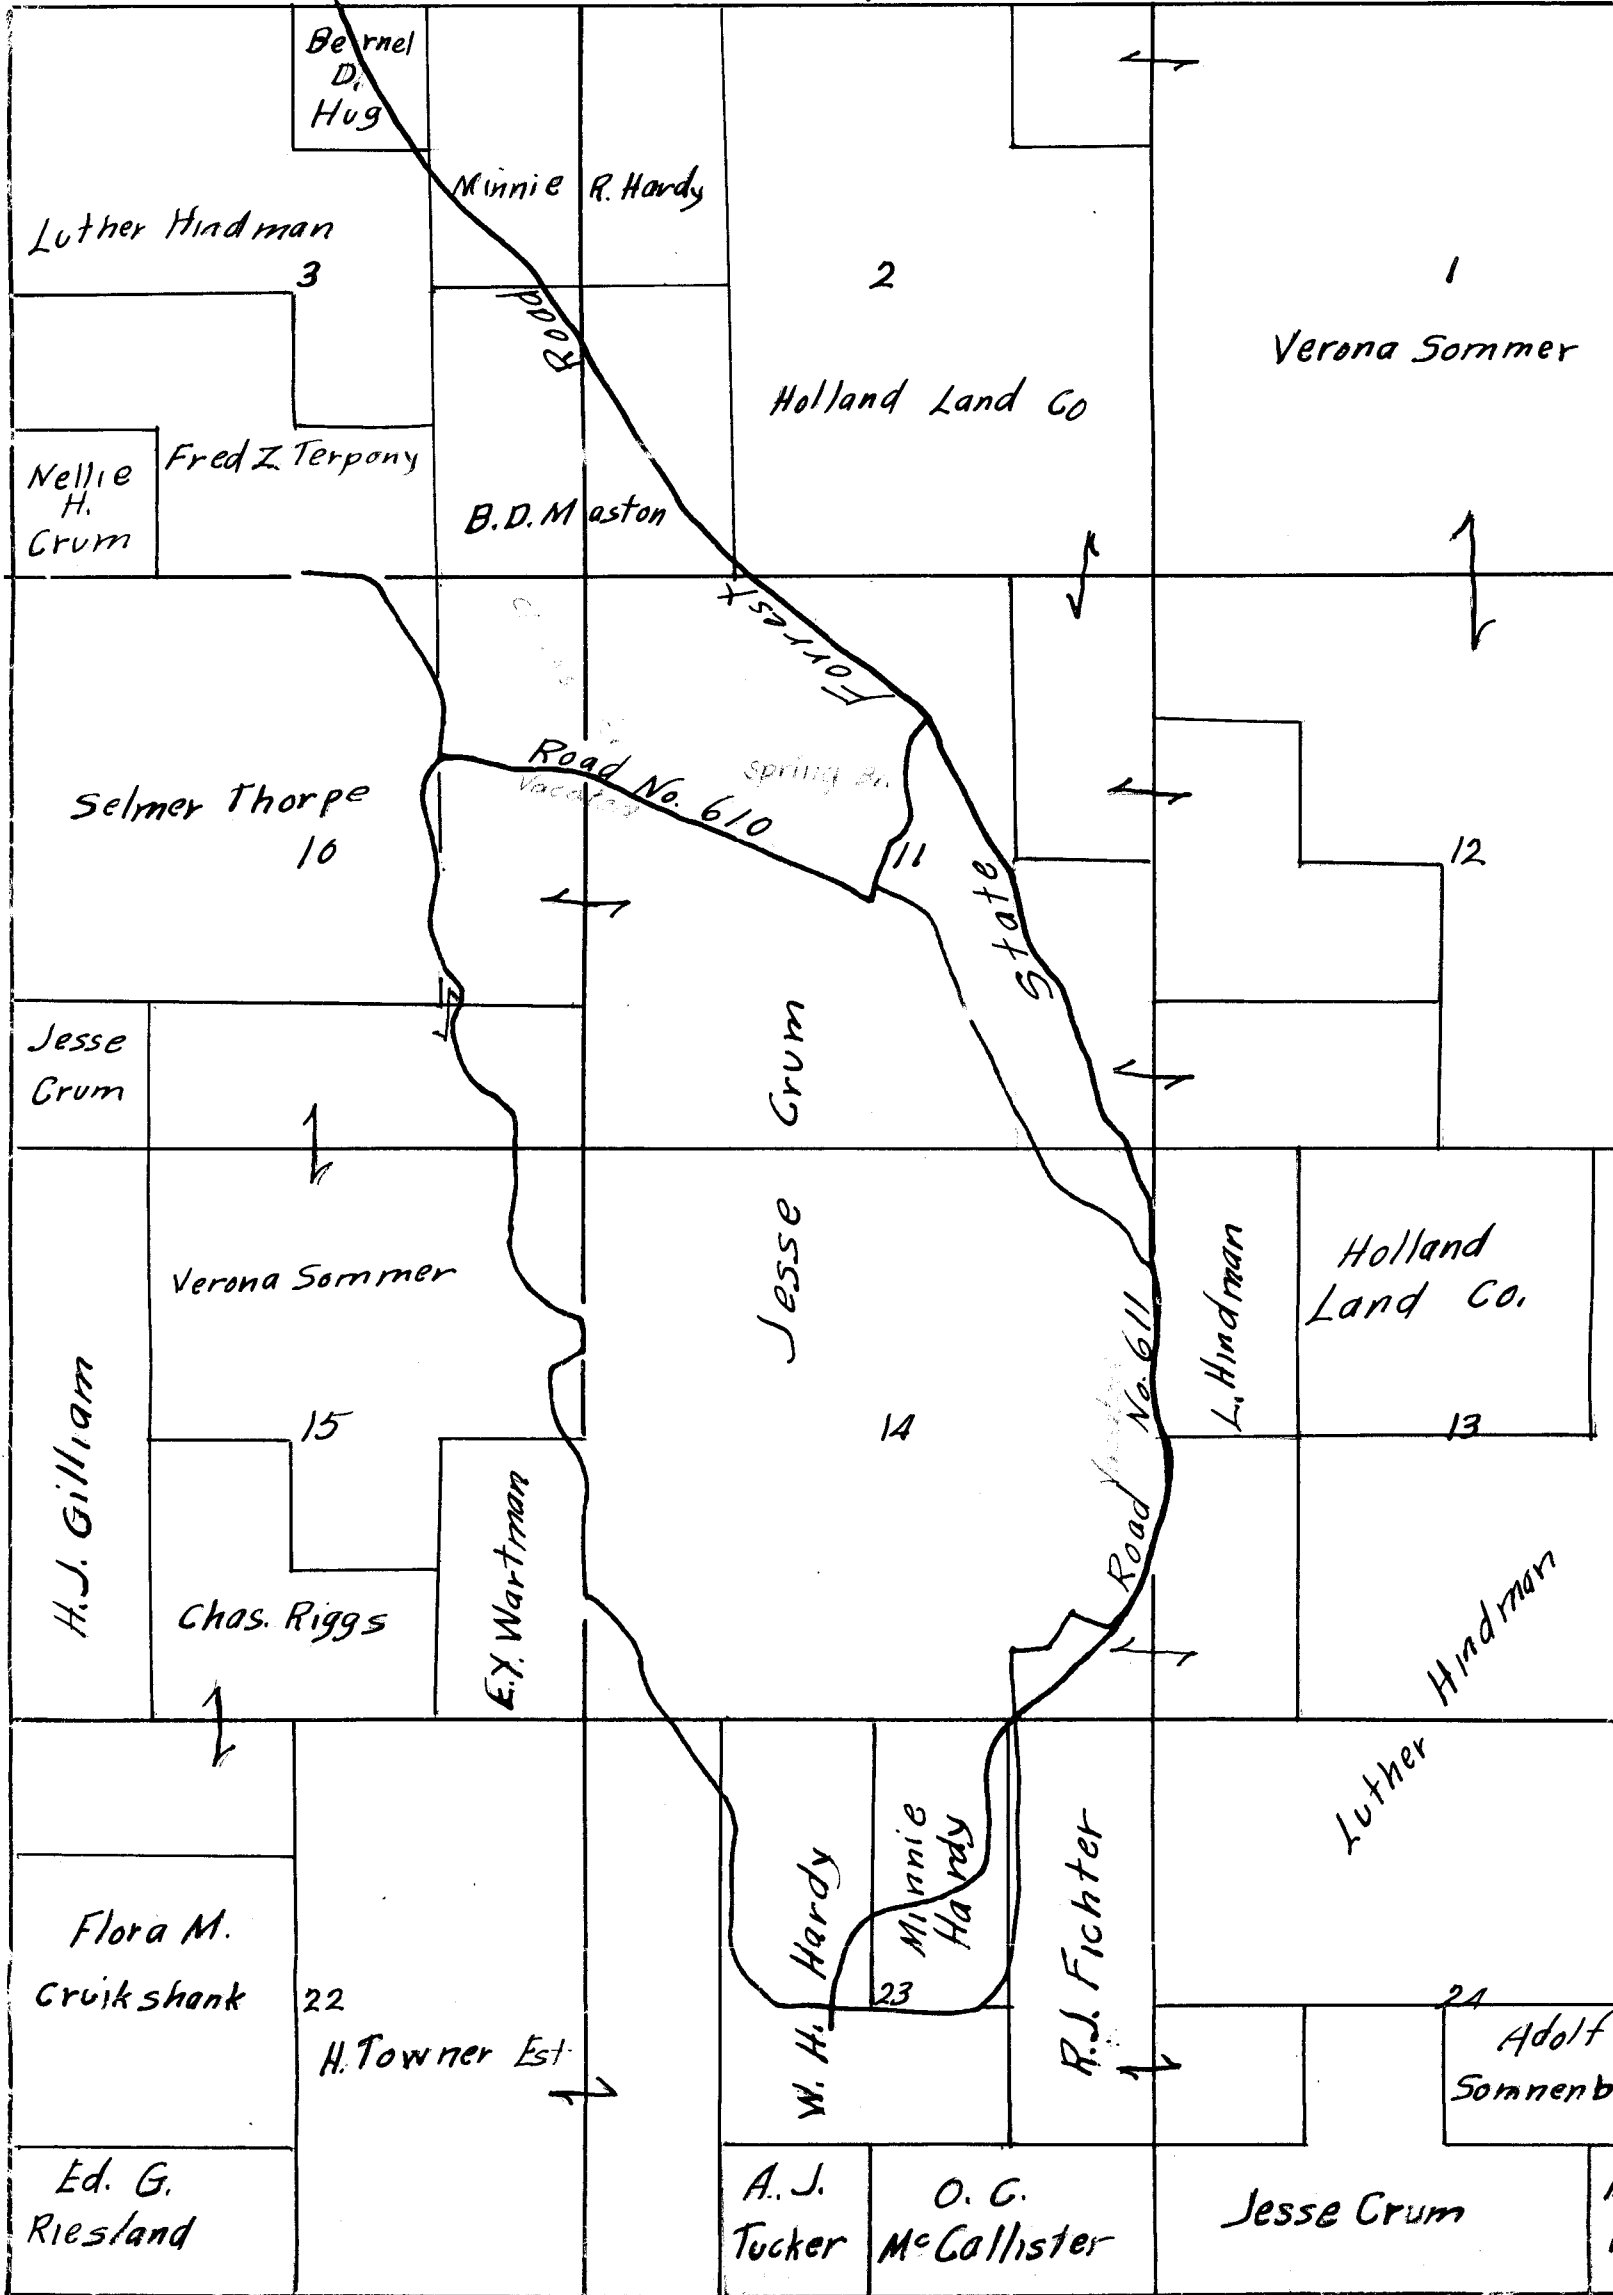 Bernel
D.
Hug
Minnie R. Hardy
Luther Hindman
3
2
1
Verona Sommer
Road
Holland Land Co
Nellie
H.
Crum
Fred Z Terpany
B.D. Maston
Forrest
Road No. 610
Spring
Selmer Thorpe
10
11
12
State
Jesse
Crum
Jesse Crum
Verona Sommer
L. Hindman
Holland
Land Co.
Road No. 611
H.J. Gilliam
15
14
13
E.Y. Wartman
Chas. Riggs
Luther Hindman
W. H. Hardy
Minnie
Hardy
R.J. Fichter
Flora M.
Cruikshank
22
23
24
H. Towner Est.
Adolf
Somnenb
Ed. G.
Riesland
A. J.
Tucker
O. C.
McCallister
Jesse Crum